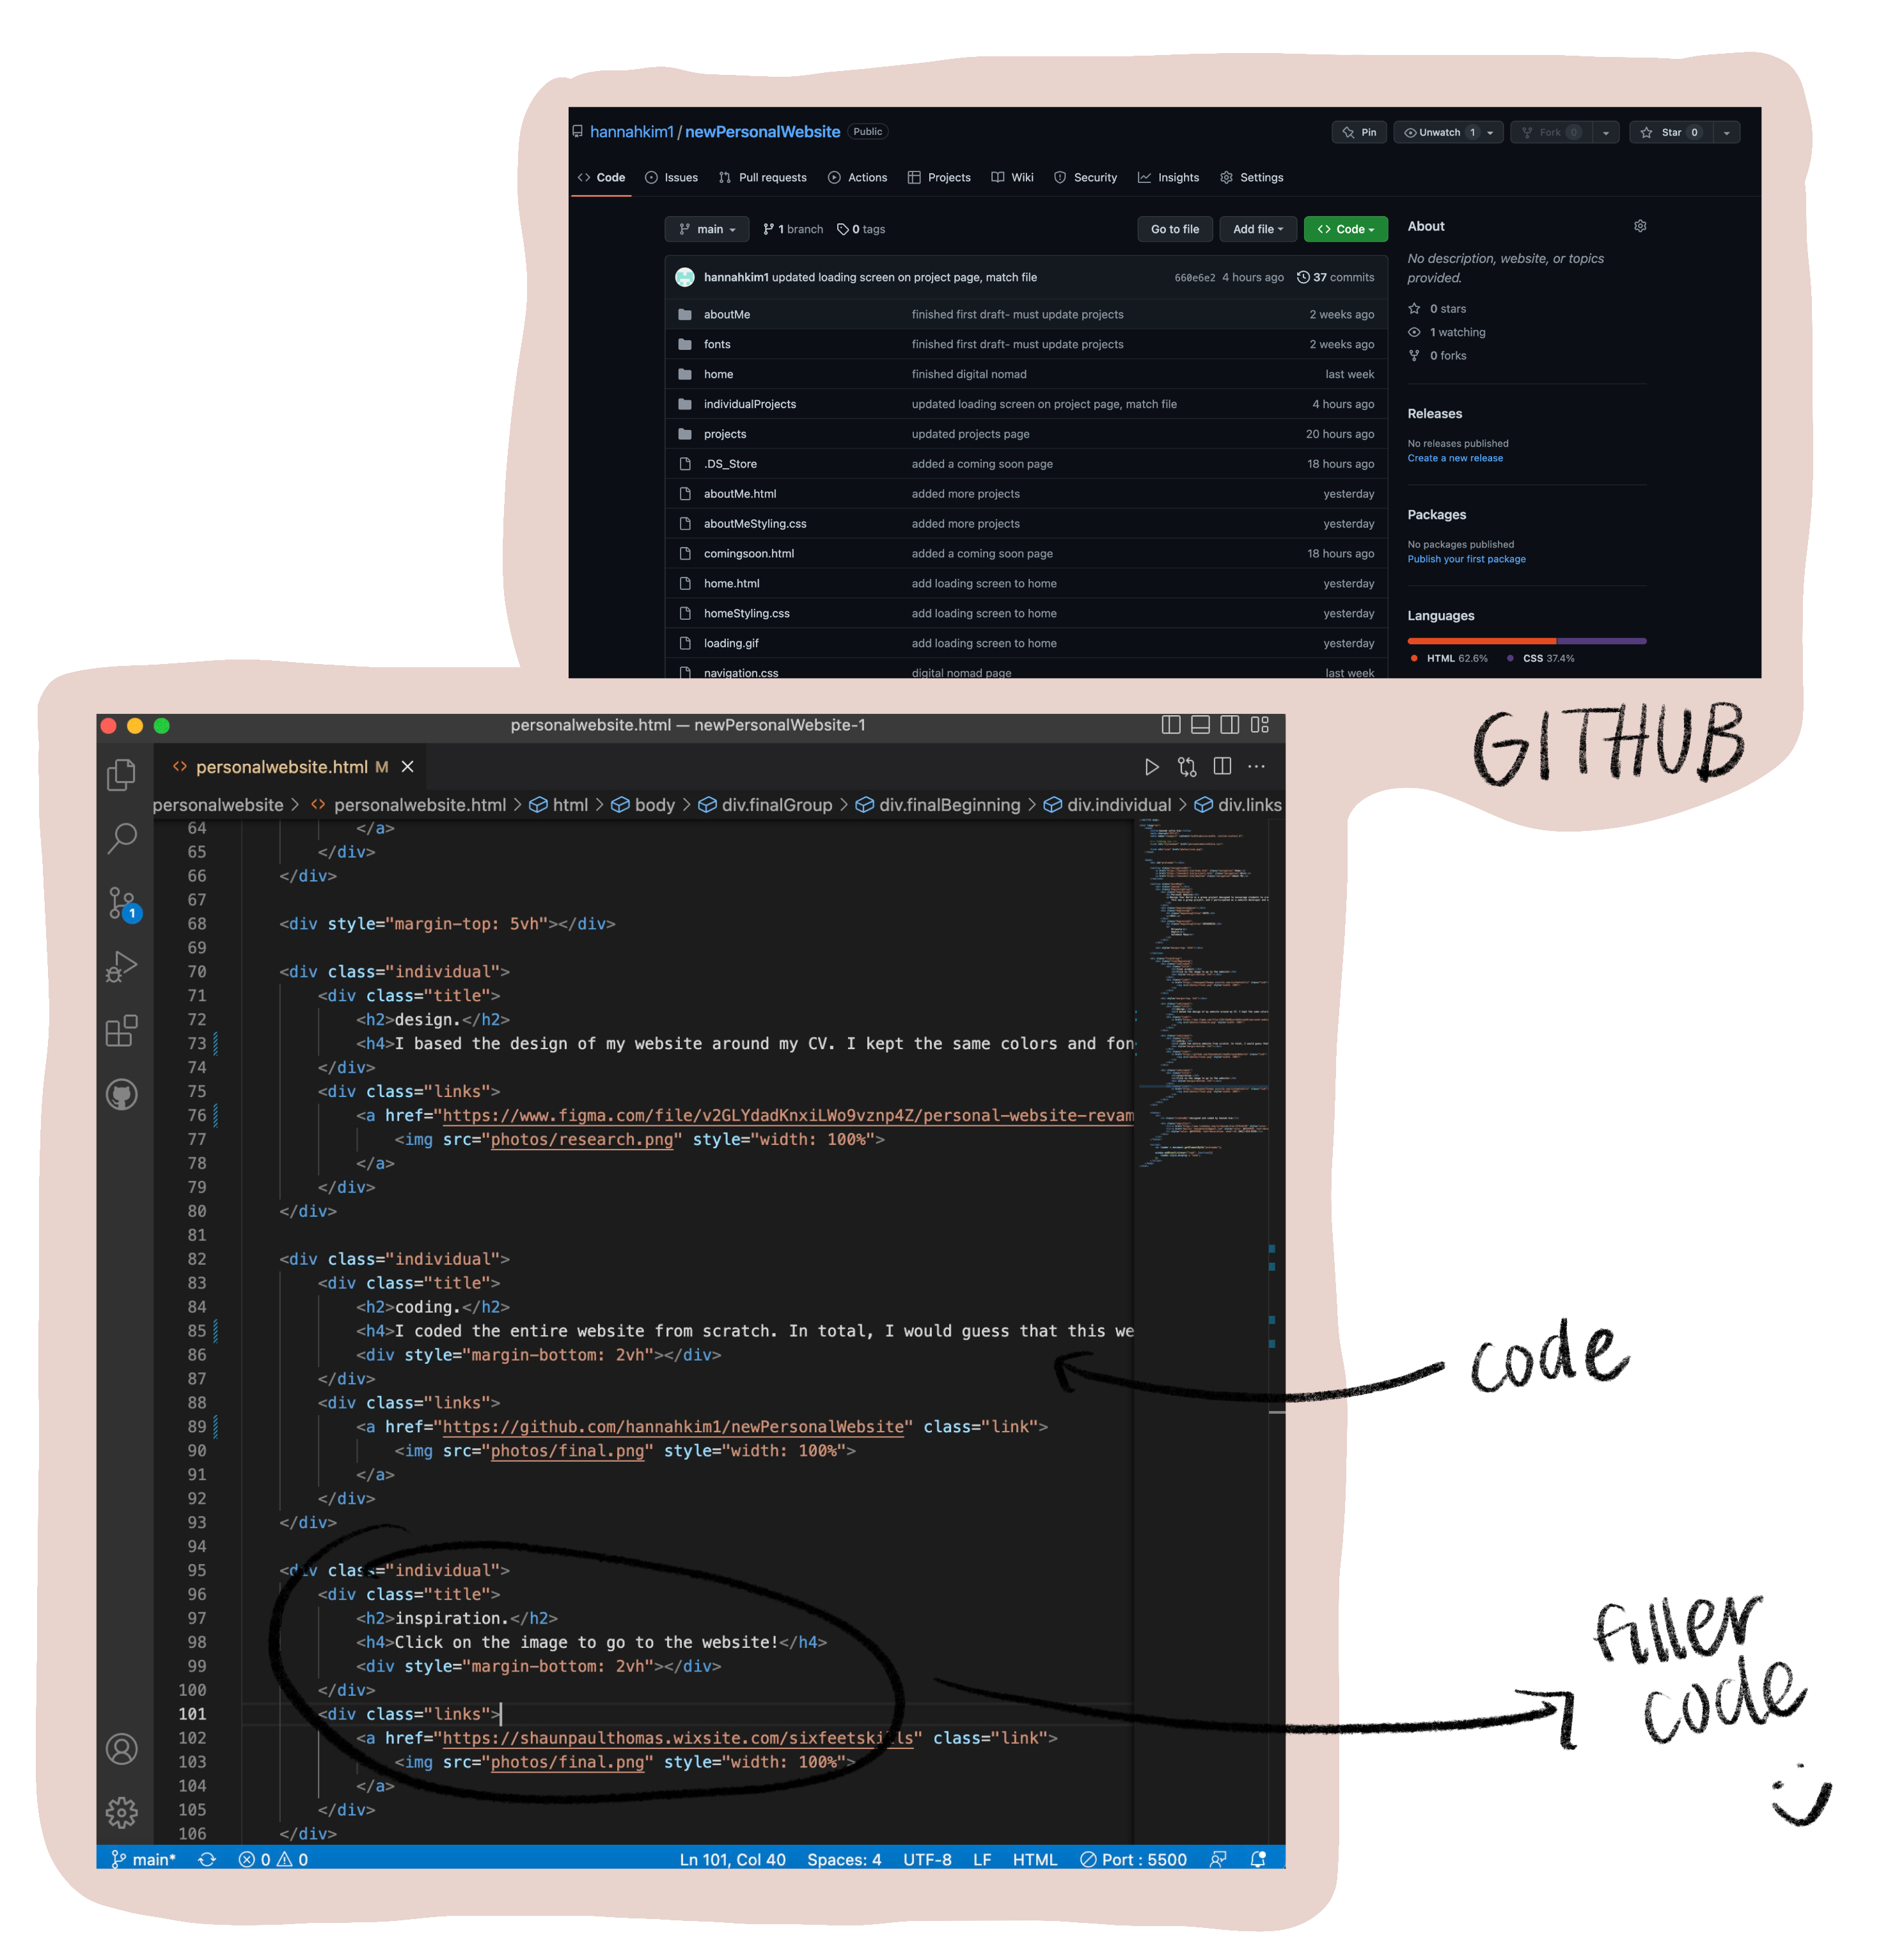 hannahkim1 / newPersonalWebsite Public
Pin Unwatch 1 Fork 0 Star 0
<> Code Issues Pull requests Actions Projects Wiki Security Insights Settings
main 1 branch 0 tags Go to file Add file <> Code
hannahkim1 updated loading screen on project page, match file 660e6e2 4 hours ago 37 commits
aboutMe finished first draft- must update projects 2 weeks ago
fonts finished first draft- must update projects 2 weeks ago
home finished digital nomad last week
individualProjects updated loading screen on project page, match file 4 hours ago
projects updated projects page 20 hours ago
.DS_Store added a coming soon page 18 hours ago
aboutMe.html added more projects yesterday
aboutMeStyling.css added more projects yesterday
comingsoon.html added a coming soon page 18 hours ago
home.html add loading screen to home yesterday
homeStyling.css add loading screen to home yesterday
loading.gif add loading screen to home yesterday
navigation.css digital nomad page last week
About
No description, website, or topics
provided.
0 stars
1 watching
0 forks
Releases
No releases published
Create a new release
Packages
No packages published
Publish your first package
Languages
HTML 62.6% CSS 37.4%
GITHUB
personalwebsite.html — newPersonalWebsite-1
<> personalwebsite.html M ×
personalwebsite > <> personalwebsite.html > html > body > div.finalGroup > div.finalBeginning > div.individual > div.links
1
64 </a>
65 </div>
66 </div>
67
68 <div style="margin-top: 5vh"></div>
69
70 <div class="individual">
71 <div class="title">
72 <h2>design.</h2>
73 <h4>I based the design of my website around my CV. I kept the same colors and fon
74 </div>
75 <div class="links">
76 <a href="https://www.figma.com/file/v2GLYdadKnxiLWo9vznp4Z/personal-website-revam
77 <img src="photos/research.png" style="width: 100%">
78 </a>
79 </div>
80 </div>
81
82 <div class="individual">
83 <div class="title">
84 <h2>coding.</h2>
85 <h4>I coded the entire website from scratch. In total, I would guess that this we
86 <div style="margin-bottom: 2vh"></div>
87 </div>
88 <div class="links">
89 <a href="https://github.com/hannahkim1/newPersonalWebsite" class="link">
90 <img src="photos/final.png" style="width: 100%">
91 </a>
92 </div>
93 </div>
94
95 <div class="individual">
96 <div class="title">
97 <h2>inspiration.</h2>
98 <h4>Click on the image to go to the website!</h4>
99 <div style="margin-bottom: 2vh"></div>
100 </div>
101 <div class="links">
102 <a href="https://shaunpaulthomas.wixsite.com/sixfeetskills" class="link">
103 <img src="photos/final.png" style="width: 100%">
104 </a>
105 </div>
106 </div>
main* 0 0 Ln 101, Col 40 Spaces: 4 UTF-8 LF HTML Port : 5500
code
filler
code
:)